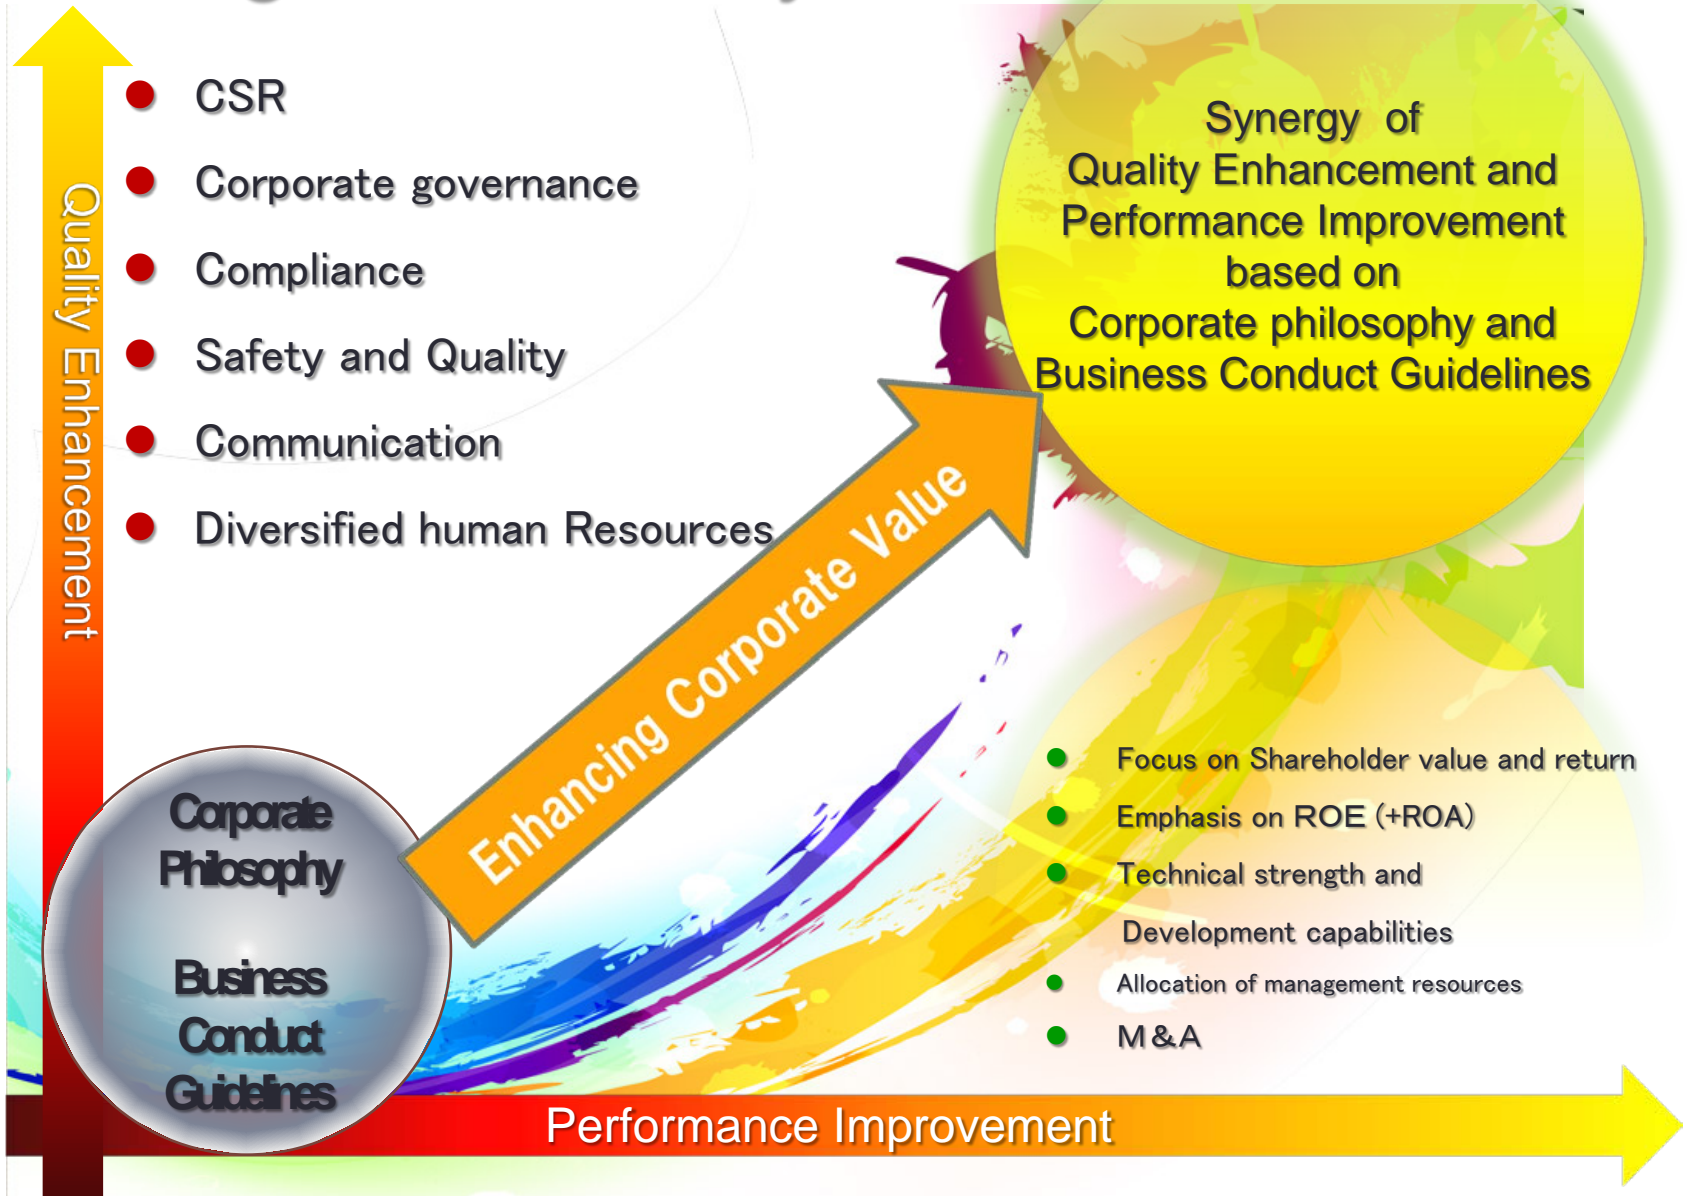 CSR
Corporate governance
Compliance
Safety and Quality
Communication
Diversified human Resources
Quality Enhancement
Synergy of
Quality Enhancement and
Performance Improvement
based on
Corporate philosophy and
Business Conduct Guidelines
Enhancing Corporate Value
Corporate
Philosophy
Business
Conduct
Guidelines
Focus on Shareholder value and return
Emphasis on ROE (+ROA)
Technical strength and
Development capabilities
Allocation of management resources
M&A
Performance Improvement